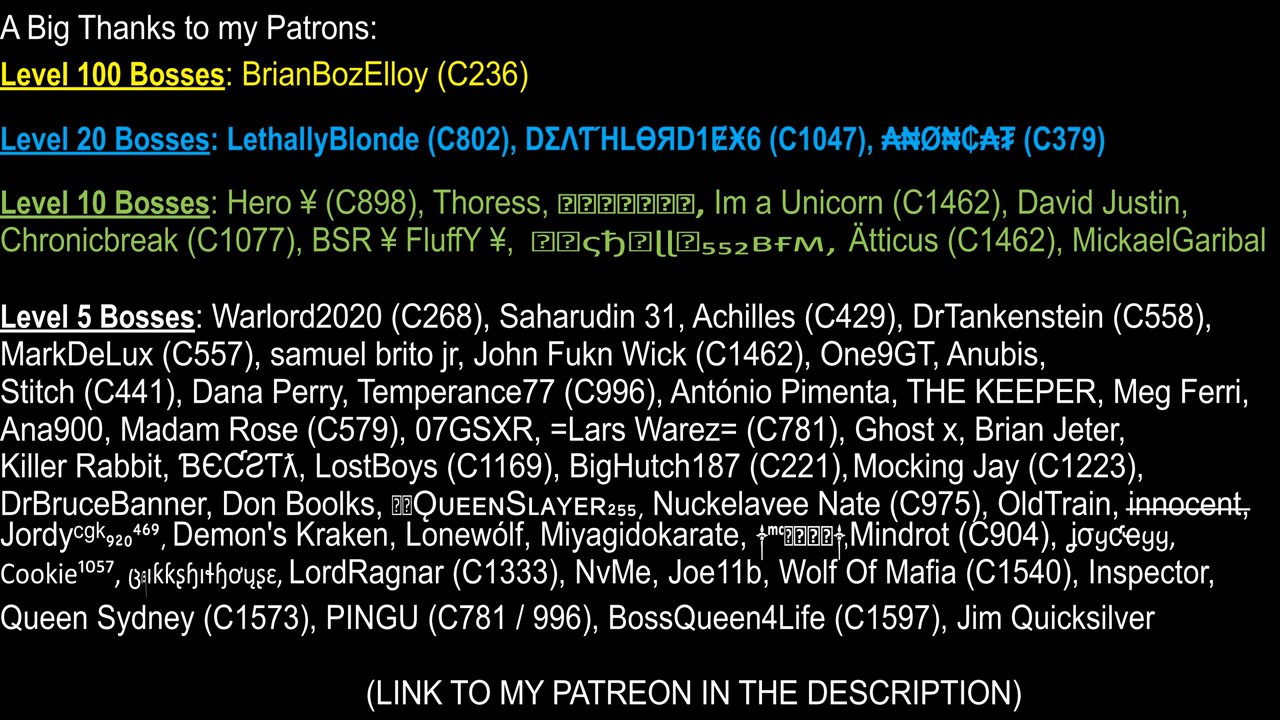 A Big Thanks to my Patrons:
Level 100 Bosses: BrianBozElloy (C236)
Level 20 Bosses: LethallyBlonde (C802), DΣΛƬΉLӨЯD1ɆӾ6 (C1047), ₳₦Ø₦₵₳₮ (C379)
Level 10 Bosses: Hero ¥ (C898), Thoress, Im a Unicorn (C1462), David Justin,
Chronicbreak (C1077), BSR ¥ FluffY ¥, Ätticus (C1462), MickaelGaribal
Level 5 Bosses: Warlord2020 (C268), Saharudin 31, Achilles (C429), DrTankenstein (C558),
MarkDeLux (C557), samuel brito jr, John Fukn Wick (C1462), One9GT, Anubis,
Stitch (C441), Dana Perry, Temperance77 (C996), António Pimenta, THE KEEPER, Meg Ferri,
Ana900, Madam Rose (C579), 07GSXR, =Lars Warez= (C781), Ghost x, Brian Jeter,
Killer Rabbit, ƁЄƇƧƬƛ, LostBoys (C1169), BigHutch187 (C221), Mocking Jay (C1223),
DrBruceBanner, Don Boolks, QᴜᴇᴇɴSʟᴀʏᴇʀ₂₅₅, Nuckelavee Nate (C975), OldTrain, innocent,
Jordyᶜᵍᵏ₉₂₀⁴⁶⁹, Demon's Kraken, Lonewólf, Miyagidokarate, Mindrot (C904), ʝσყƈҽყყ,
Cookie¹⁰⁵⁷, LordRagnar (C1333), NvMe, Joe11b, Wolf Of Mafia (C1540), Inspector,
Queen Sydney (C1573), PINGU (C781 / 996), BossQueen4Life (C1597), Jim Quicksilver
(LINK TO MY PATREON IN THE DESCRIPTION)